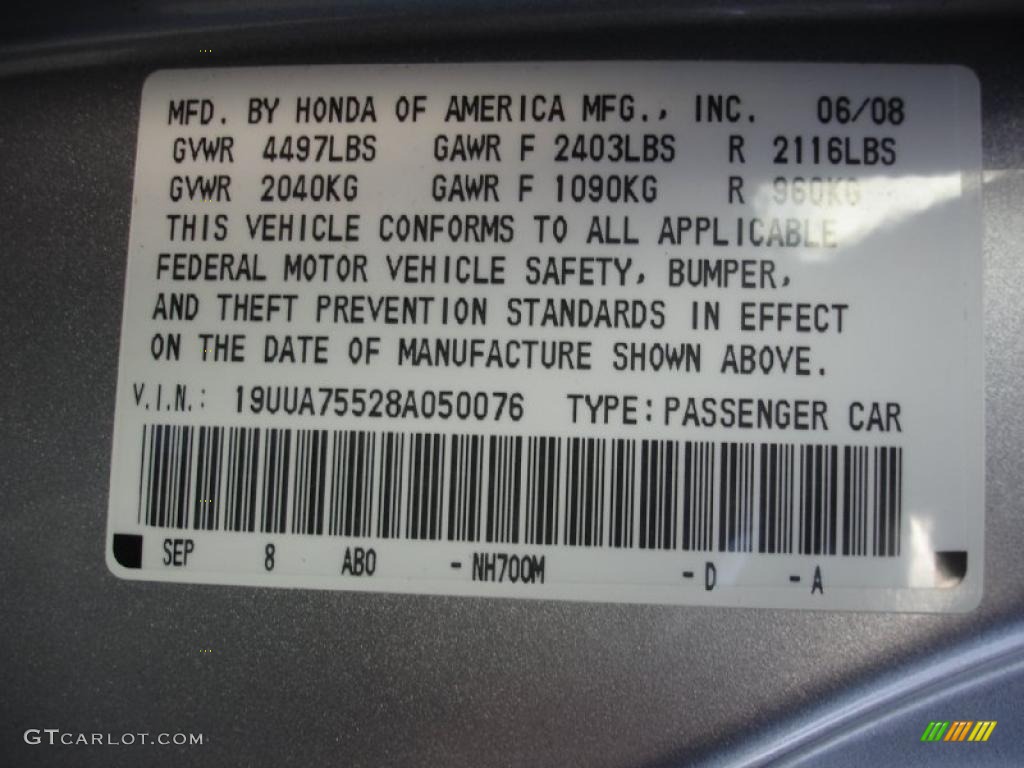 MFD. BY HONDA OF AMERICA MFG., INC. 06/08
GVWR 4497LBS GAWR F 2403LBS R 2116LBS
GVWR 2040KG GAWR F 1090KG R 960KG
THIS VEHICLE CONFORMS TO ALL APPLICABLE
FEDERAL MOTOR VEHICLE SAFETY, BUMPER,
AND THEFT PREVENTION STANDARDS IN EFFECT
ON THE DATE OF MANUFACTURE SHOWN ABOVE.
V.I.N.: 19UUA75528A050076 TYPE: PASSENGER CAR
SEP 8 AB0 - NH700M - D - A
GTCARLOT.COM